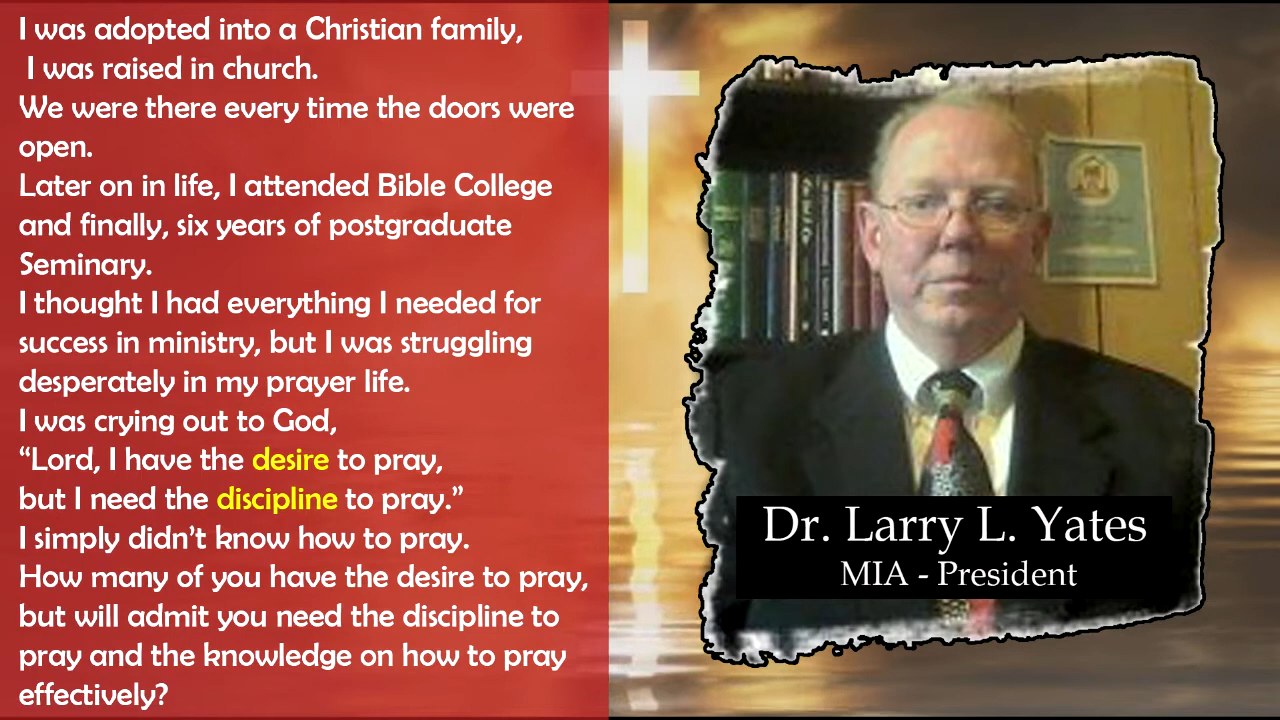 I was adopted into a Christian family,
I was raised in church.
We were there every time the doors were
open.
Later on in life, I attended Bible College
and finally, six years of postgraduate
Seminary.
I thought I had everything I needed for
success in ministry, but I was struggling
desperately in my prayer life.
I was crying out to God,
“Lord, I have the desire to pray,
but I need the discipline to pray.”
I simply didn’t know how to pray.
How many of you have the desire to pray,
but will admit you need the discipline to
pray and the knowledge on how to pray
effectively?
Dr. Larry L. Yates
MIA - President